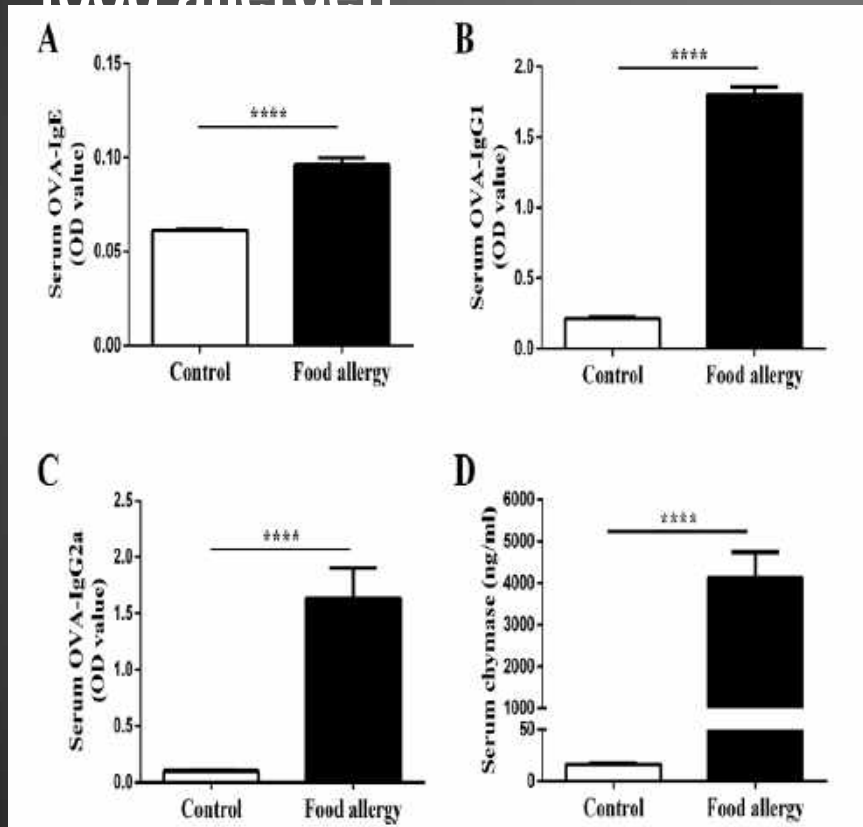 A
Serum OVA-IgE
(OD value)
0.15
0.10
0.05
0.00
****
Control Food allergy
B
Serum OVA-IgG1
(OD value)
2.0
1.5
1.0
0.5
0.0
****
Control Food allergy
C
Serum OVA-IgG2a
(OD value)
2.5
2.0
1.5
1.0
0.5
0.0
****
Control Food allergy
D
Serum chymase (ng/ml)
6000
5000
4000
3000
2000
1000
50
0
****
Control Food allergy